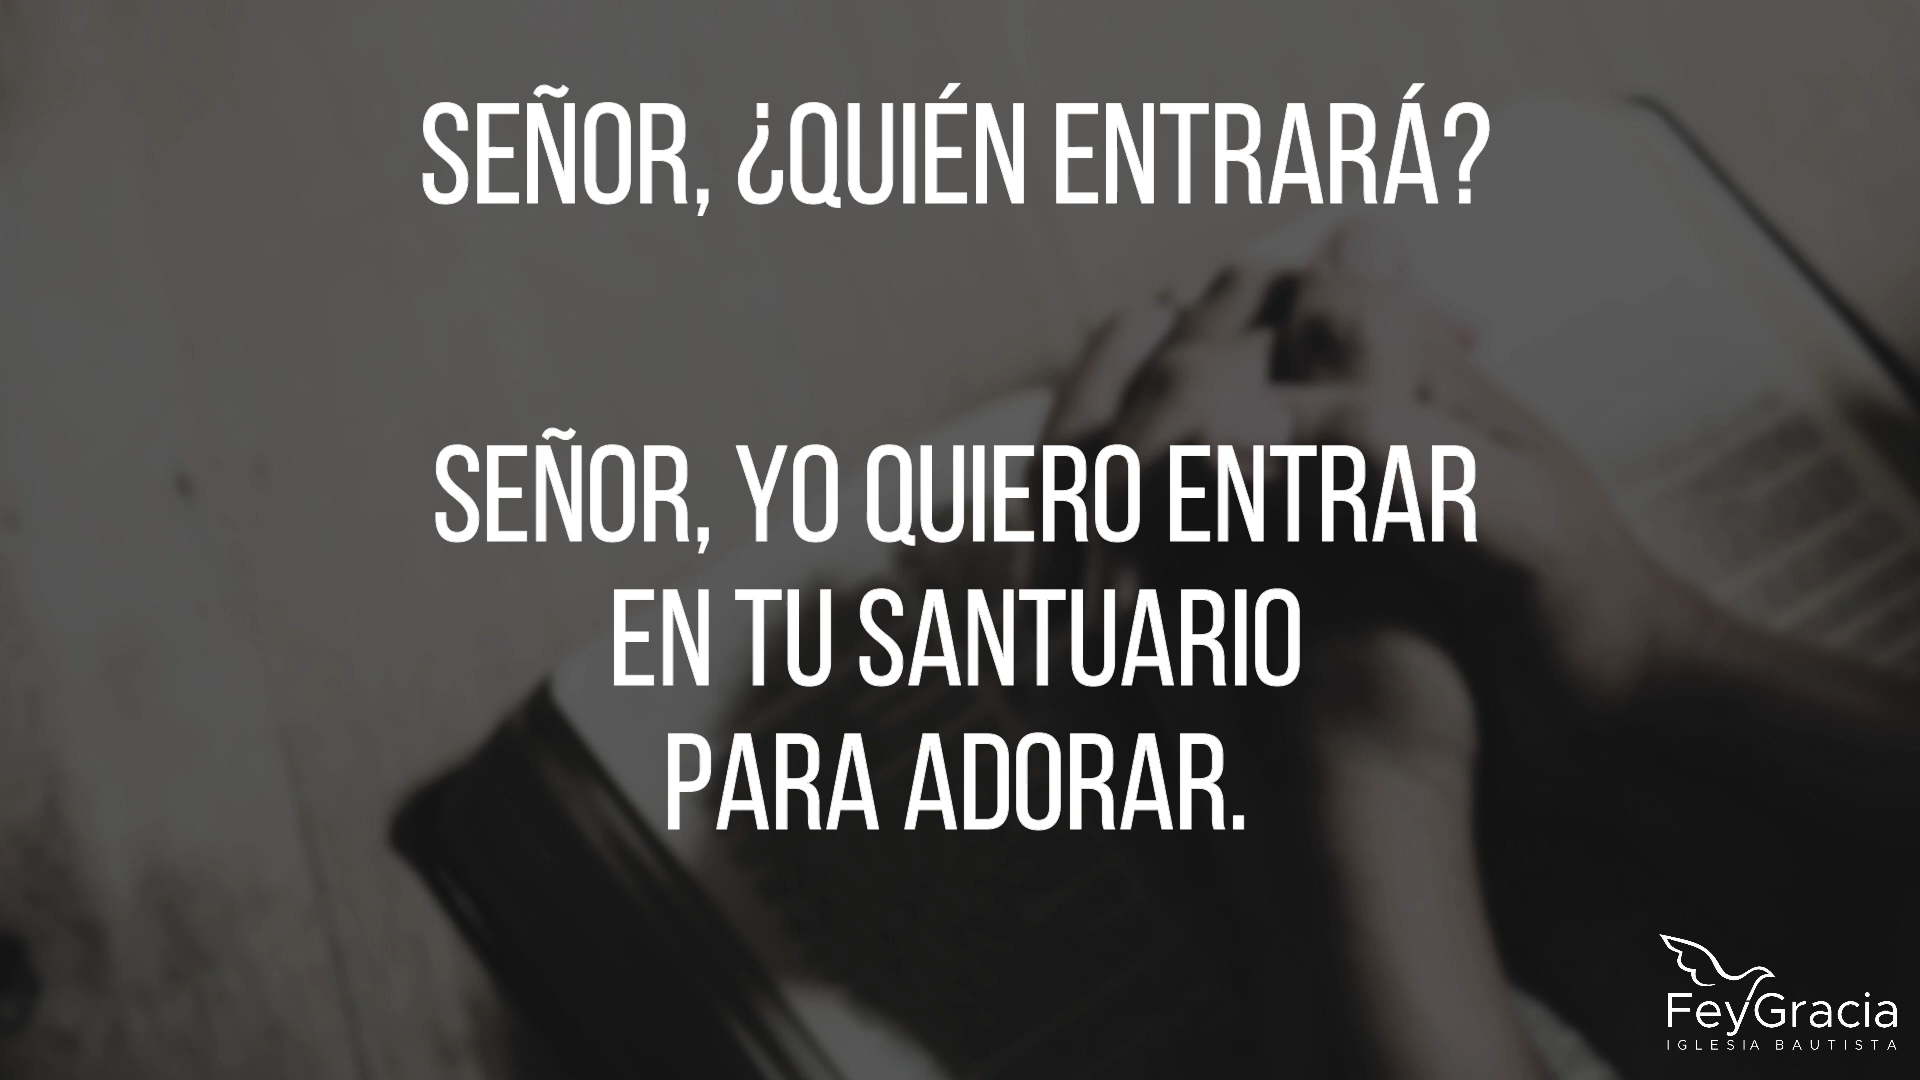 SEÑOR, ¿QUIÉN ENTRARÁ?
SEÑOR, YO QUIERO ENTRAR
EN TU SANTUARIO
PARA ADORAR.
FeyGracia
IGLESIA BAUTISTA